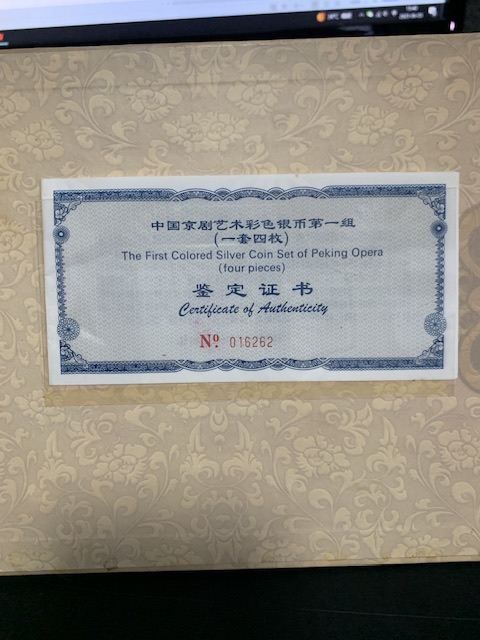 中国京剧艺术彩色银币第一组
(一套四枚)
The First Colored Silver Coin Set of Peking Opera
(four pieces)
鉴定证书
Certificate of Authenticity
Nº 016262